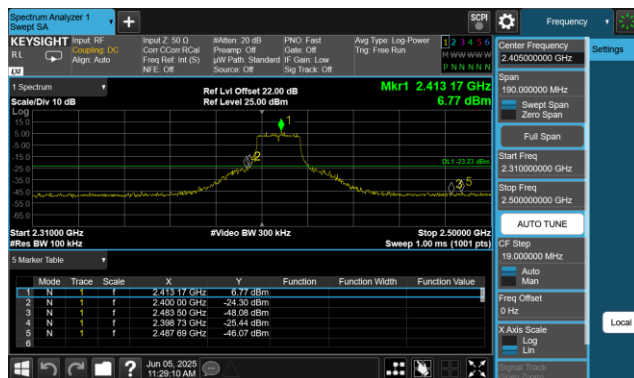 Spectrum Analyzer 1
Swept SA
+
SCPI
Frequency
KEYSIGHT
R L
LXI
Input: RF
Coupling: DC
Align: Auto
Input Z: 50 Ω
Corr CCorr RCal
Freq Ref: Int (S)
NFE: Off
#Atten: 20 dB
Preamp: Off
µW Path: Standard
Source: Off
PNO: Fast
Gate: Off
IF Gain: Low
Sig Track: Off
Avg Type: Log-Power
Trig: Free Run
1 2 3 4 5 6
M W W W W W
P N N N N N
1 Spectrum
Scale/Div 10 dB
Log
Ref Lvl Offset 22.00 dB
Ref Level 25.00 dBm
Mkr1 2.413 17 GHz
6.77 dBm
15.0
5.00
-5.00
-15.0
-25.0
-35.0
-45.0
-55.0
-65.0
1
2
3
5
DL1 -23.23 dBm
Start 2.31000 GHz
#Res BW 100 kHz
#Video BW 300 kHz
Stop 2.50000 GHz
Sweep 1.00 ms (1001 pts)
5 Marker Table
Mode Trace Scale X Y Function Function Width Function Value
1 N 1 f 2.413 17 GHz 6.77 dBm
2 N 1 f 2.400 00 GHz -24.30 dBm
3 N 1 f 2.483 50 GHz -48.08 dBm
4 N 1 f 2.398 73 GHz -25.44 dBm
5 N 1 f 2.487 69 GHz -46.07 dBm
6
?
Jun 05, 2025
11:29:10 AM
Settings
Center Frequency
2.405000000 GHz
Span
190.000000 MHz
Swept Span
Zero Span
Full Span
Start Freq
2.310000000 GHz
Stop Freq
2.500000000 GHz
AUTO TUNE
CF Step
19.000000 MHz
Auto
Man
Freq Offset
0 Hz
X Axis Scale
Log
Lin
Signal Track
(Span Zoom)
Local